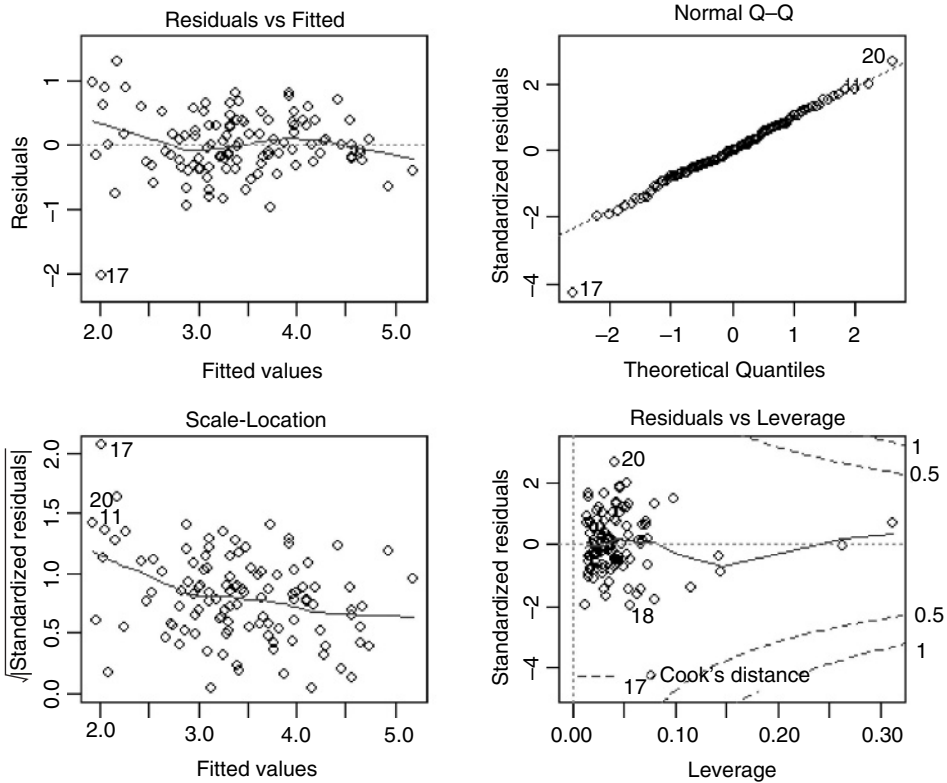 Residuals vs Fitted
Residuals
1
0
−1
−2
17
2.0 3.0 4.0 5.0
Fitted values
Normal Q–Q
Standardized residuals
2
0
−2
−4
20
11
17
−2 −1 0 1 2
Theoretical Quantiles
Scale-Location
√|Standardized residuals|
2.0
1.5
1.0
0.5
0.0
17
20
11
2.0 3.0 4.0 5.0
Fitted values
Residuals vs Leverage
Standardized residuals
2
0
−2
−4
20
18
17
Cook's distance
1
0.5
0.5
1
0.00 0.10 0.20 0.30
Leverage